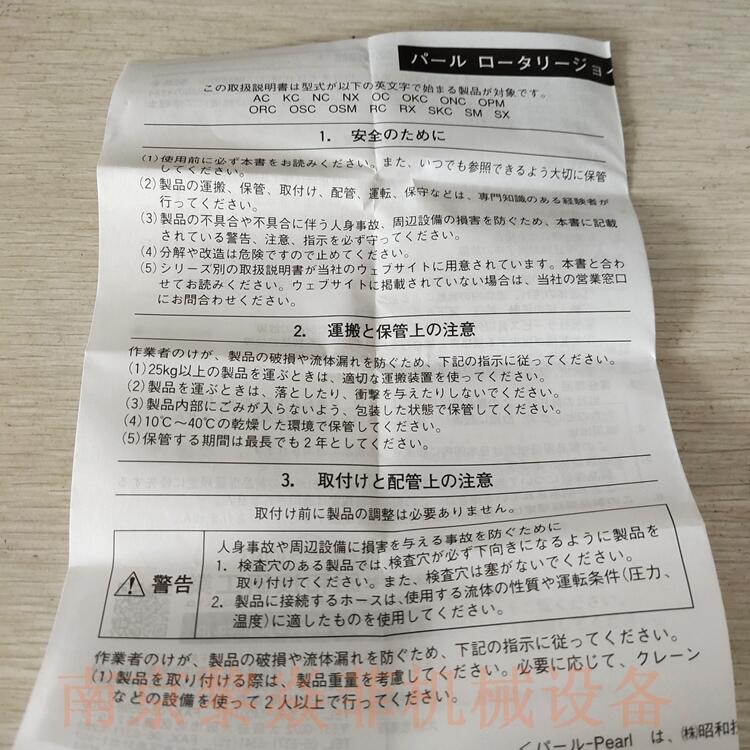 パール ロータリージョ
この取扱説明書は型式が以下の英文字で始まる製品が対象です。
AC KC NC NX OC OKC ONC OPM
ORC OSC OSM RC RX SKC SM SX
1. 安全のために
(1)使用前に必ず本書をお読みください。また、いつでも参照できるよう大切に保管
してください。
(2)製品の運搬、保管、取付け、配管、運転、保守などは、専門知識のある経験者が
行ってください。
(3)製品の不具合や不具合に伴う人身事故、周辺設備の損害を防ぐため、本書に記載
されている警告、注意、指示を必ず守ってください。
(4)分解や改造は危険ですので止めてください。
(5)シリーズ別の取扱説明書が当社のウェブサイトに用意されています。本書と合わ
せてお読みください。ウェブサイトに掲載されていない場合は、当社の営業窓口
にお問合わせください。
2. 運搬と保管上の注意
作業者のけが、製品の破損や流体漏れを防ぐため、下記の指示に従ってください。
(1)25kg以上の製品を運ぶときは、適切な運搬装置を使ってください。
(2)製品を運ぶときは、落としたり、衝撃を与えたりしないでください。
(3)製品内部にごみが入らないよう、包装した状態で保管してください。
(4)10℃～40℃の乾燥した環境で保管してください。
(5)保管する期間は最長でも2年としてください。
3. 取付けと配管上の注意
取付け前に製品の調整は必要ありません。
警告
人身事故や周辺設備に損害を与える事故を防ぐために
1. 検査穴のある製品では、検査穴が必ず下向きになるように製品を
取り付けてください。また、検査穴は塞がないでください。
2. 製品に接続するホースは、使用する流体の性質や運転条件(圧力、
温度)に適したものを使用してください。
作業者のけが、製品の破損や流体漏れを防ぐため、下記の指示に従ってください。
(1)製品を取り付ける際は、製品重量を考慮してください。必要に応じて、クレーン
などの設備を使って2人以上で行ってください。
南京泰焱菲机械设备
くパール-Pearl は、㈱昭和技